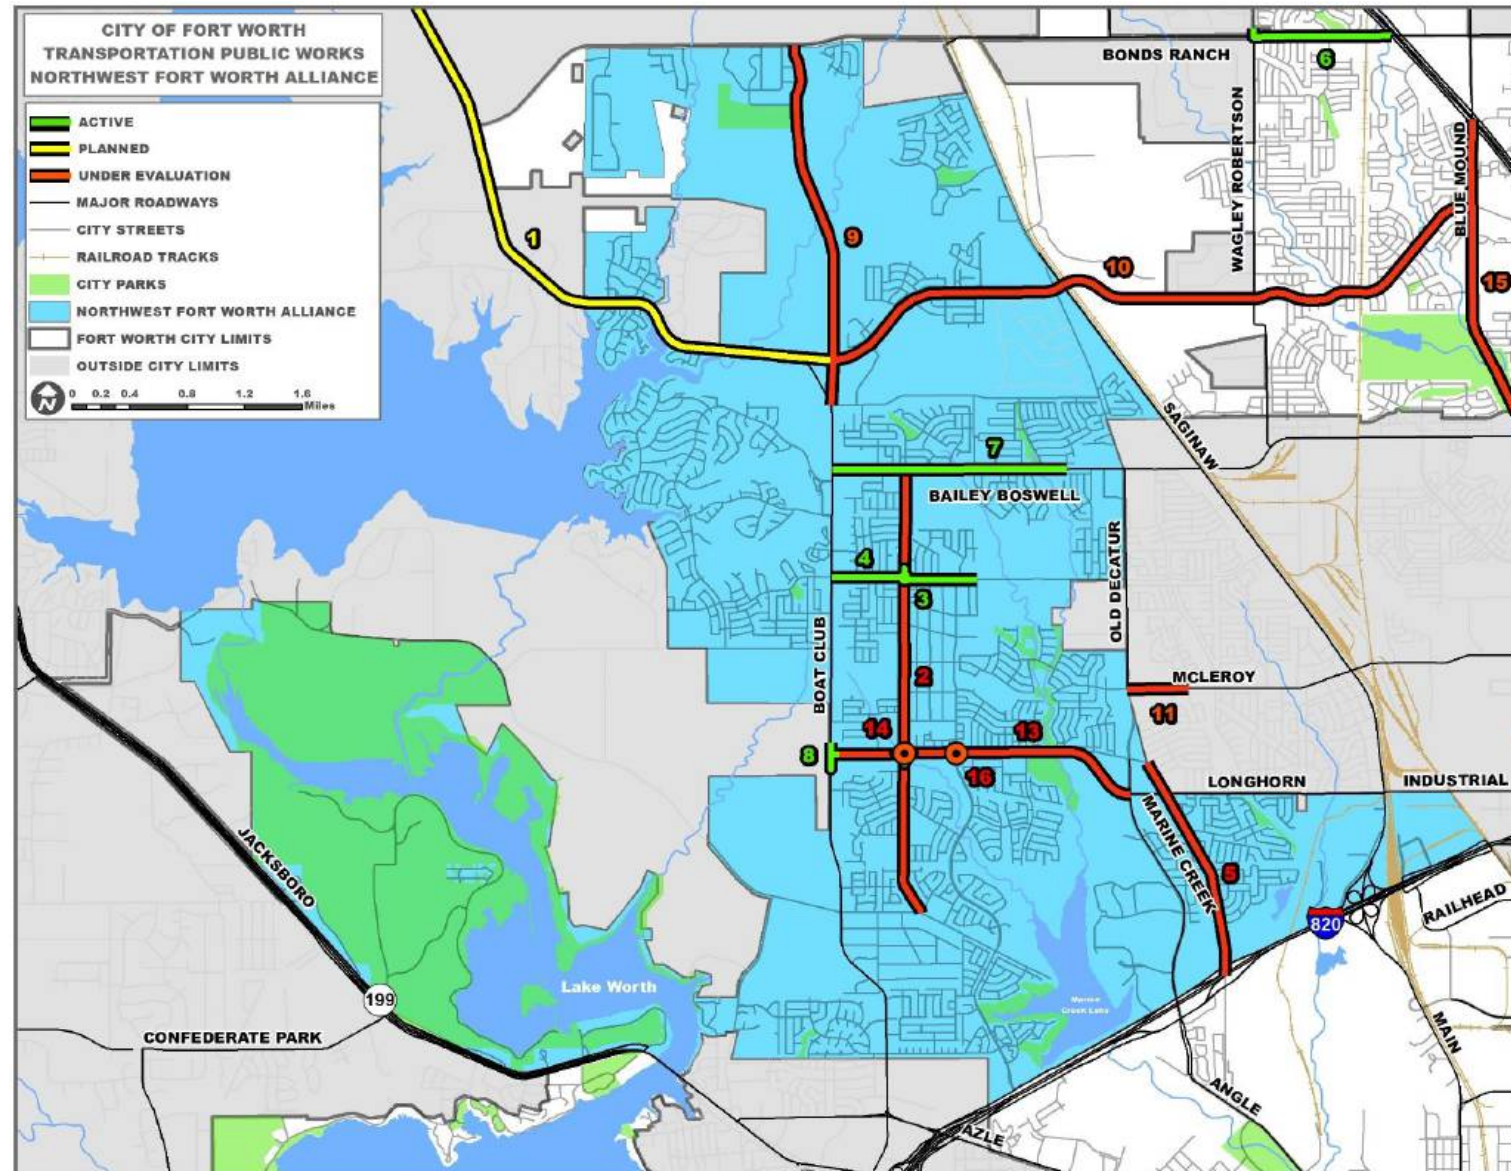 CITY OF FORT WORTH
TRANSPORTATION PUBLIC WORKS
NORTHWEST FORT WORTH ALLIANCE
ACTIVE
PLANNED
UNDER EVALUATION
MAJOR ROADWAYS
CITY STREETS
RAILROAD TRACKS
CITY PARKS
NORTHWEST FORT WORTH ALLIANCE
FORT WORTH CITY LIMITS
OUTSIDE CITY LIMITS
N
0 0.2 0.4 0.8 1.2 1.6
Miles
BONDS RANCH
6
WAGLEY ROBERTSON
BLUE MOUND
1
9
10
15
SAGINAW
7
BAILEY BOSWELL
4
3
OLD DECATUR
BOAT CLUB
2
MCLEROY
11
14
13
8
16
LONGHORN
INDUSTRIAL
MARINE CREEK
5
JACKSBORO
RAILHEAD
820
Lake Worth
199
Marine
Creek Lake
CONFEDERATE PARK
MAIN
ANGLE
AZLE